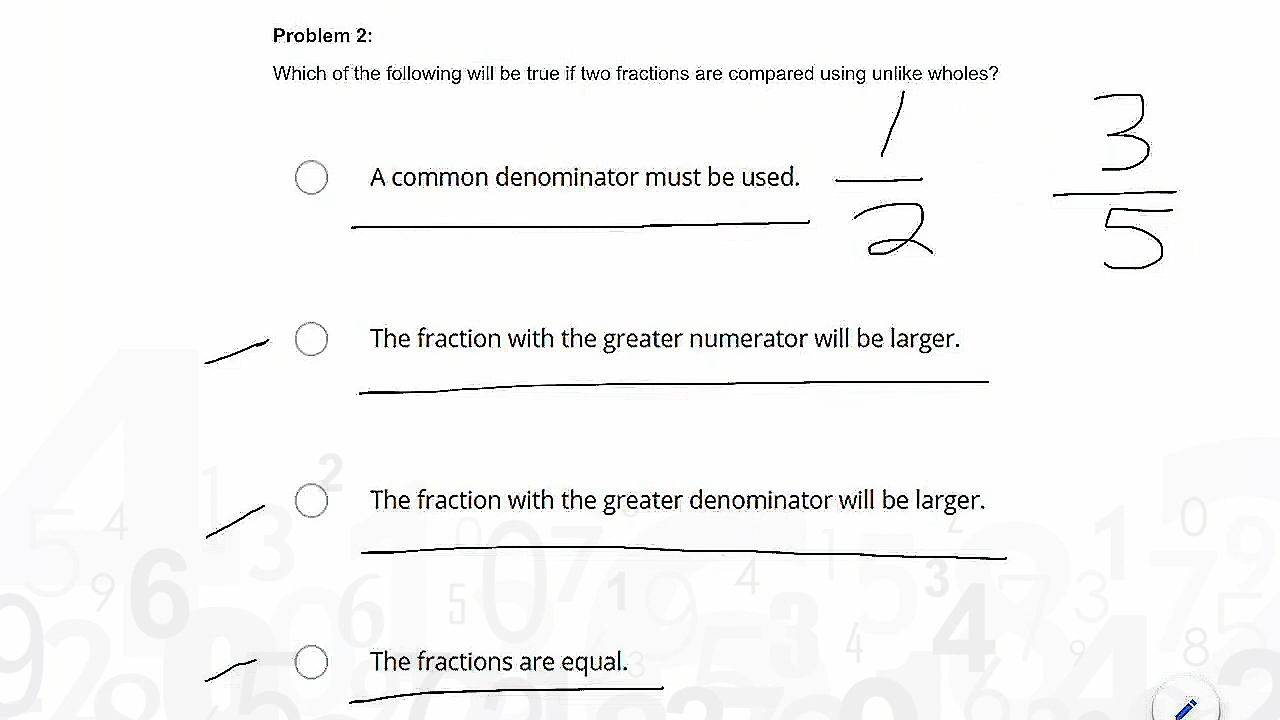 Problem 2:
Which of the following will be true if two fractions are compared using unlike wholes?
A common denominator must be used.
1
2
3
5
The fraction with the greater numerator will be larger.
The fraction with the greater denominator will be larger.
The fractions are equal.